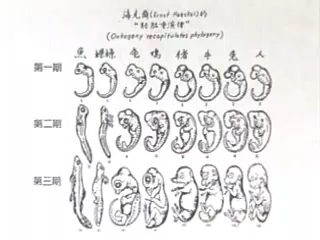 海克爾(Ernst Haeckel)的
"胚胎重演律"
(Ontogeny recapitulates phylogeny)
魚 蠑螈 龜 鷄 豬 牛 兔 人
第一期
第二期
第三期